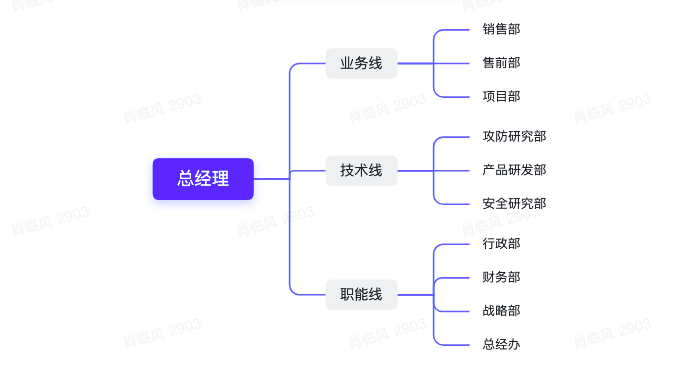 总经理
业务线
销售部
售前部
项目部
技术线
攻防研究部
产品研发部
安全研究部
职能线
行政部
财务部
战略部
总经办
肖临风 2903
肖临风 2903
肖临风 2903
肖临风 2903
肖临风 2903
肖临风 2903
肖临风 2903
肖临风 2903
肖临风 2903